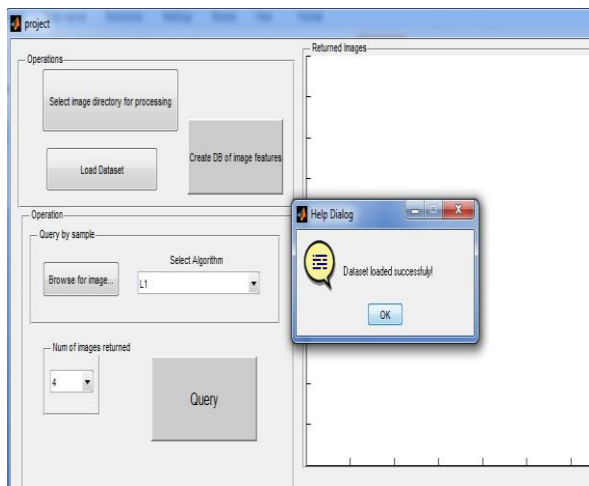 project
Operations
Select image directory for processing
Load Dataset
Create DB of image features
Operation
Query by sample
Browse for image...
Select Algorithm
L1
Num of images returned
4
Query
Returned Images
Help Dialog
Dataset loaded successfuly!
OK